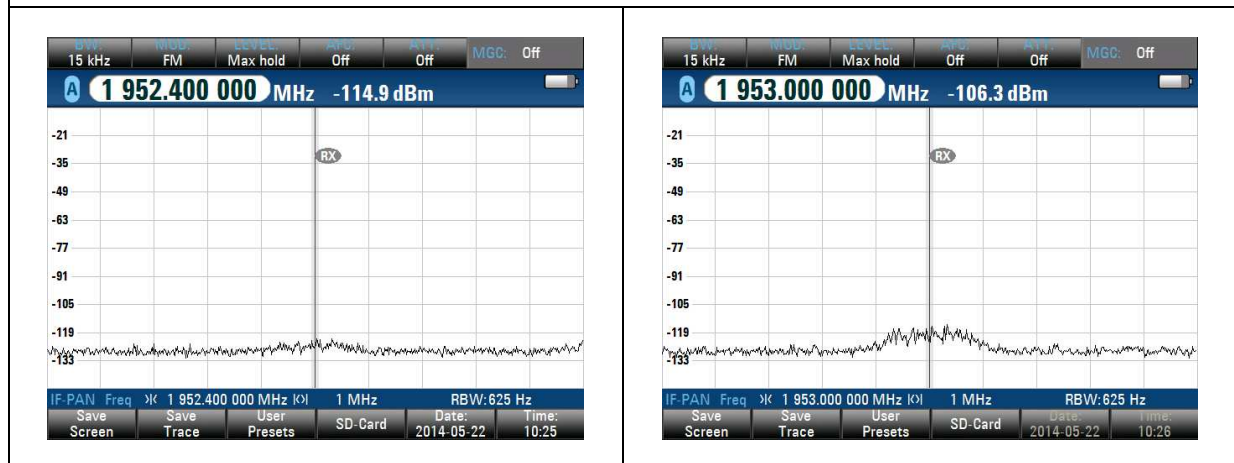 BW: MOD: LEVEL: AFC: ATT: MGC: Off
15 kHz FM Max hold Off Off
A 1 952.400 000 MHz -114.9 dBm
-21
RX
-35
-49
-63
-77
-91
-105
-119
-133
IF-PAN Freq 1 952.400 000 MHz 1 MHz RBW: 625 Hz
Save User SD-Card Date: Time:
Screen Trace Presets 2014-05-22 10:25
BW: MOD: LEVEL: AFC: ATT: MGC: Off
15 kHz FM Max hold Off Off
A 1 953.000 000 MHz -106.3 dBm
-21
RX
-35
-49
-63
-77
-91
-105
-119
-133
IF-PAN Freq 1 953.000 000 MHz 1 MHz RBW: 625 Hz
Save Save User SD-Card Date: Time:
Screen Trace Presets 2014-05-22 10:26